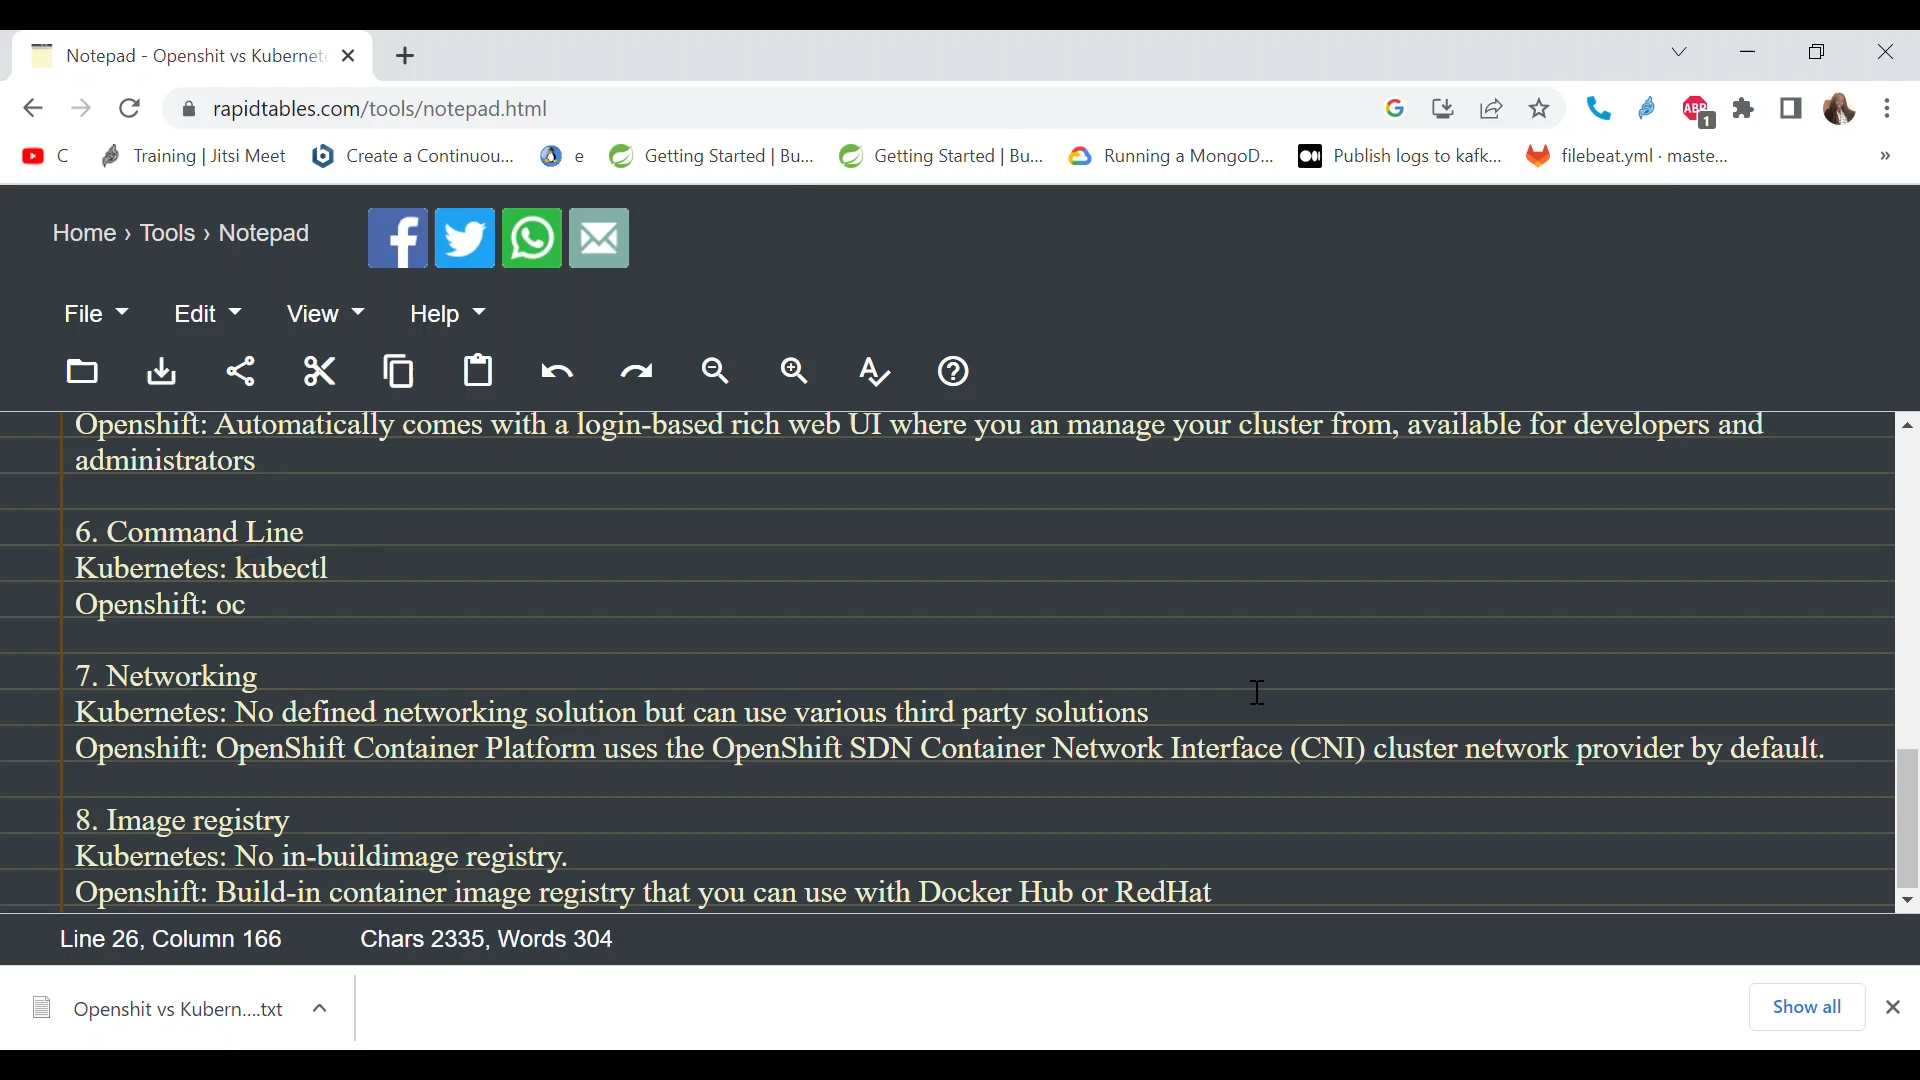 Notepad - Openshit vs Kubernet
rapidtables.com/tools/notepad.html
ABP 1
C Training | Jitsi Meet Create a Continuou... e Getting Started | Bu... Getting Started | Bu... Running a MongoD... Publish logs to kafk... filebeat.yml · maste... »
Home › Tools › Notepad
File Edit View Help
Openshift: Automatically comes with a login-based rich web UI where you an manage your cluster from, available for developers and
administrators
6. Command Line
Kubernetes: kubectl
Openshift: oc
7. Networking
Kubernetes: No defined networking solution but can use various third party solutions
Openshift: OpenShift Container Platform uses the OpenShift SDN Container Network Interface (CNI) cluster network provider by default.
8. Image registry
Kubernetes: No in-buildimage registry.
Openshift: Build-in container image registry that you can use with Docker Hub or RedHat
Line 26, Column 166 Chars 2335, Words 304
Openshit vs Kubern....txt Show all